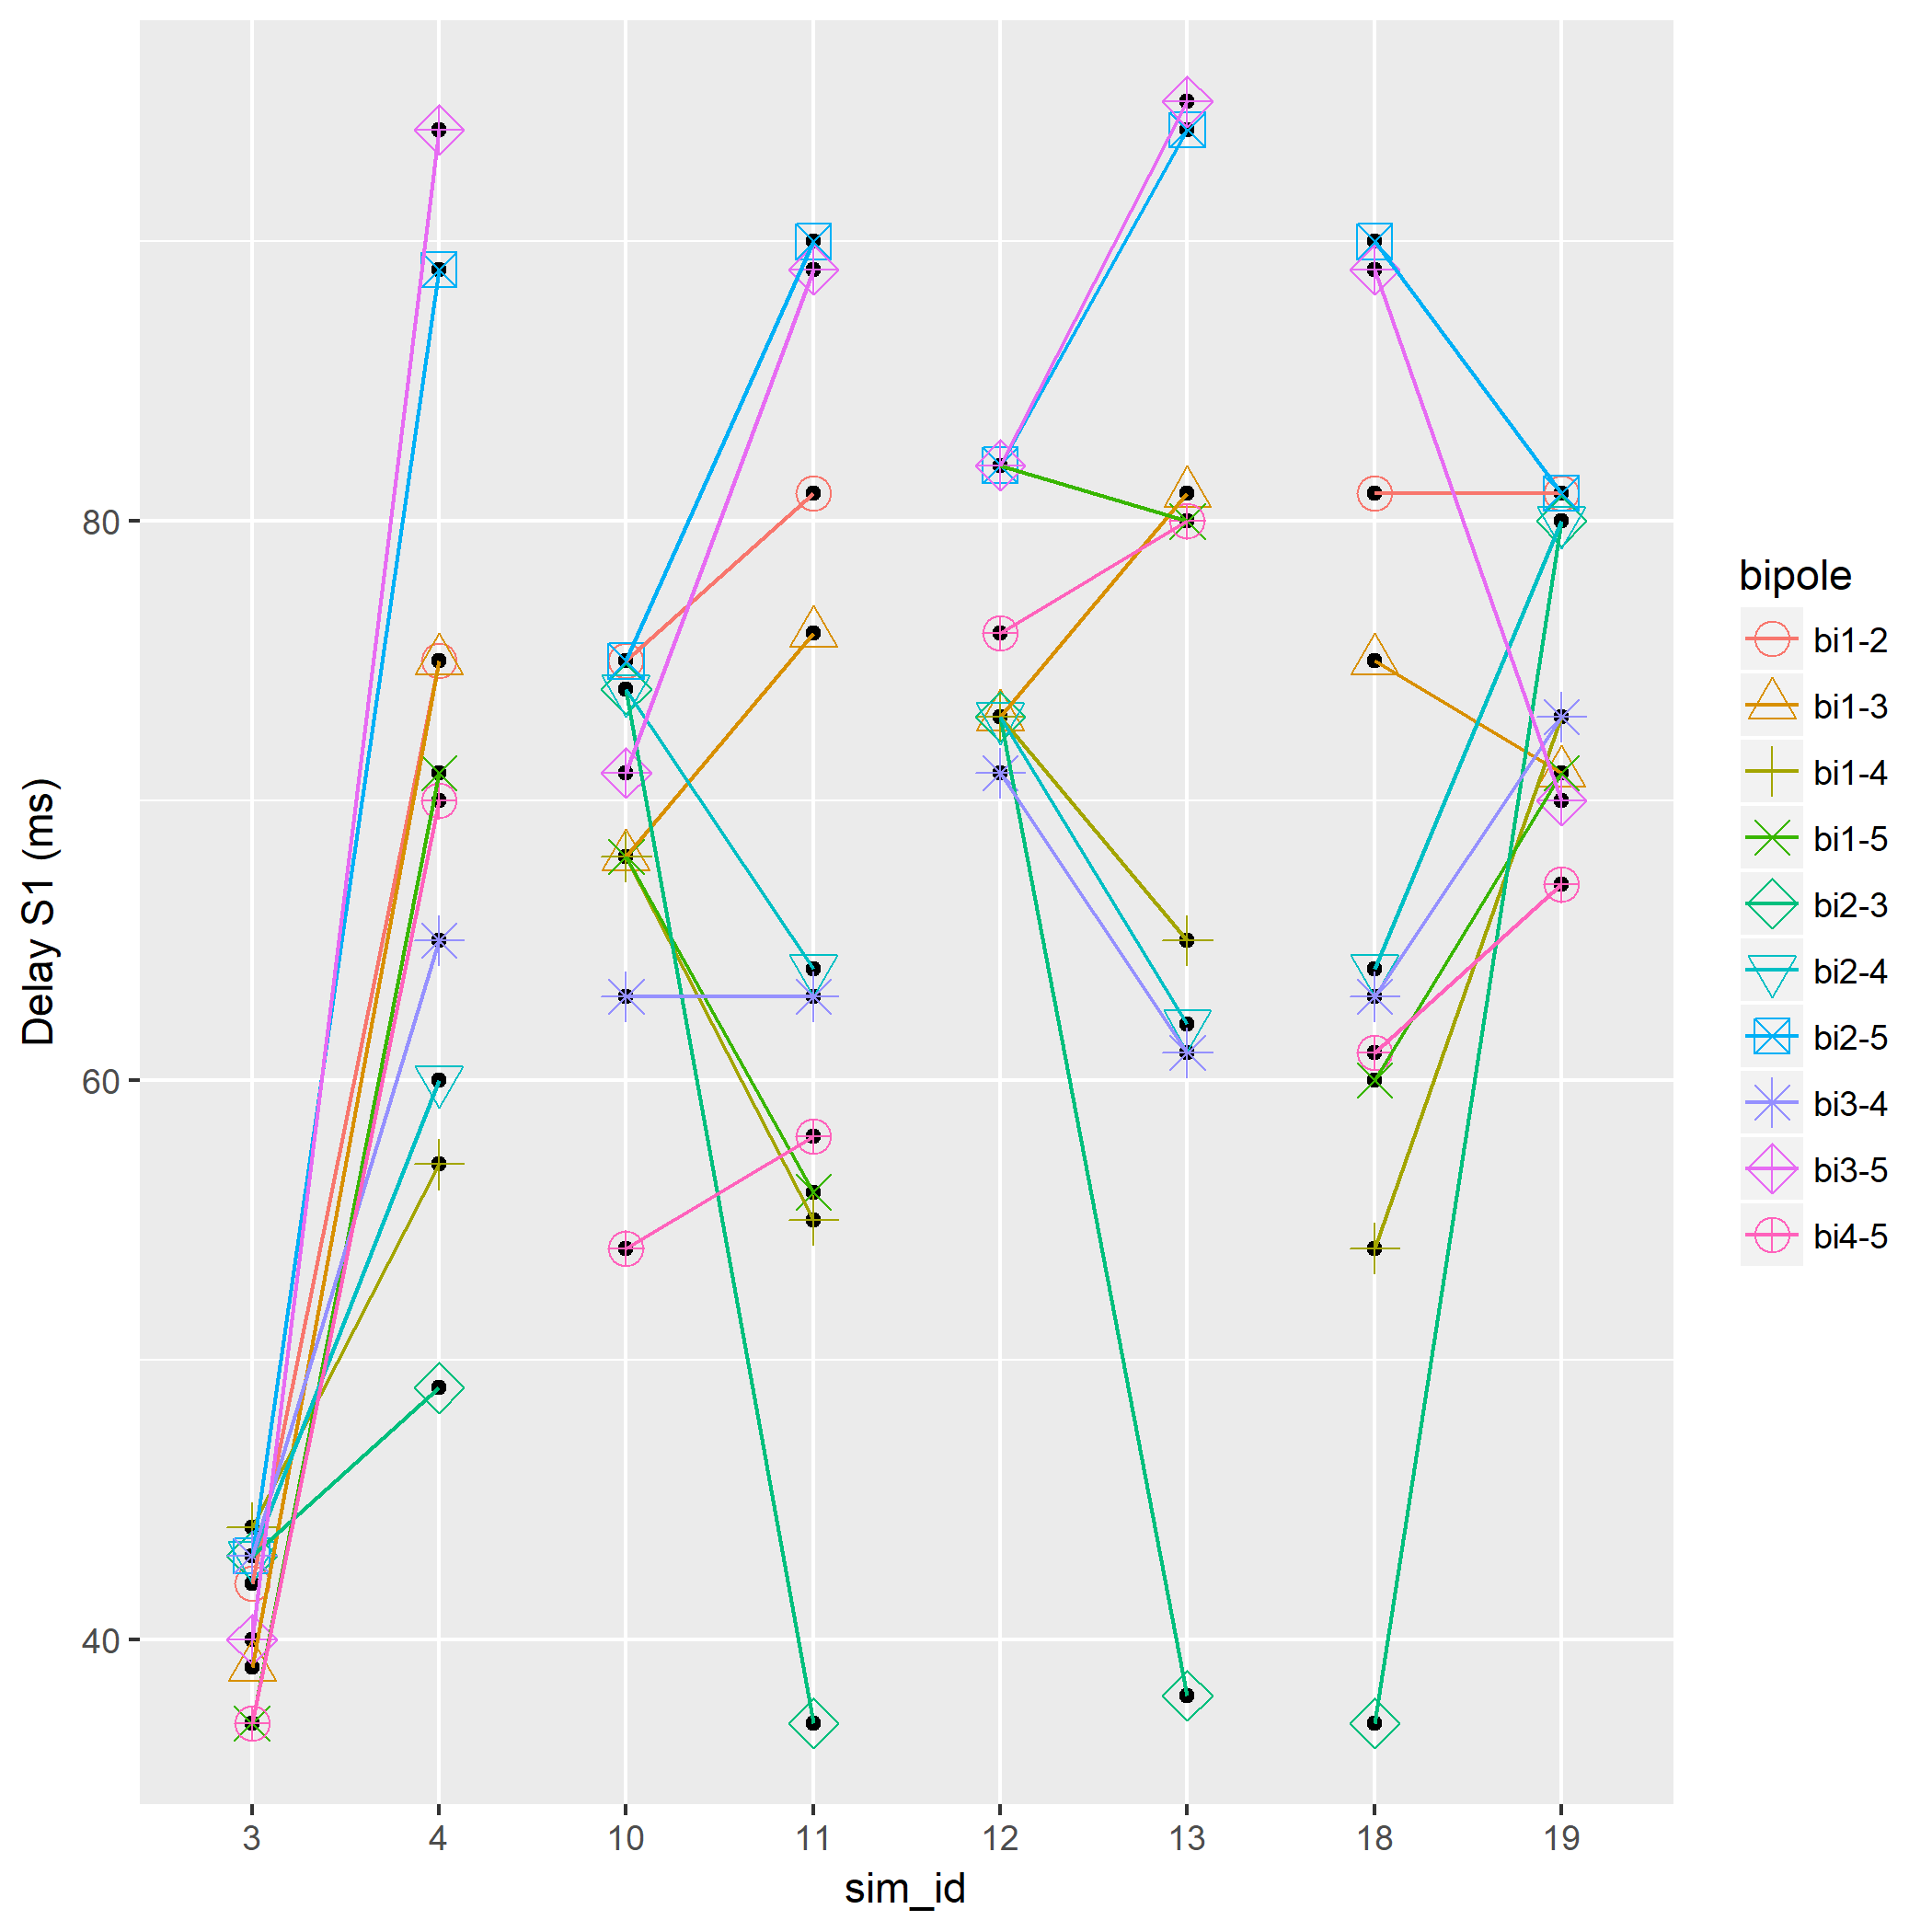 Delay S1 (ms)
80
60
40
3 4 10 11 12 13 18 19
sim_id
bipole
bi1-2
bi1-3
bi1-4
bi1-5
bi2-3
bi2-4
bi2-5
bi3-4
bi3-5
bi4-5